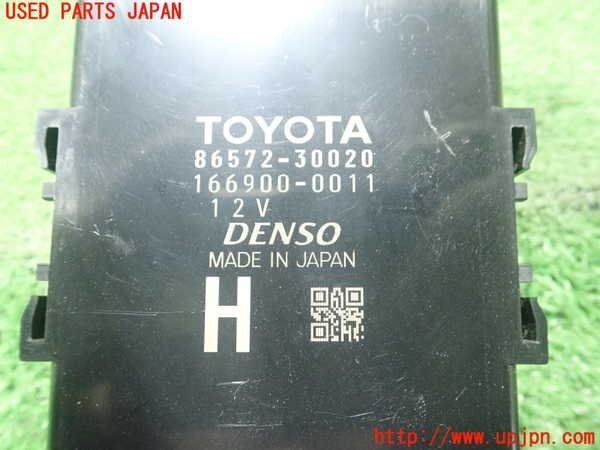 USED PARTS JAPAN
TOYOTA
86572-30020
166900-0011
12V
DENSO
MADE IN JAPAN
H
http://www.upjpn.com